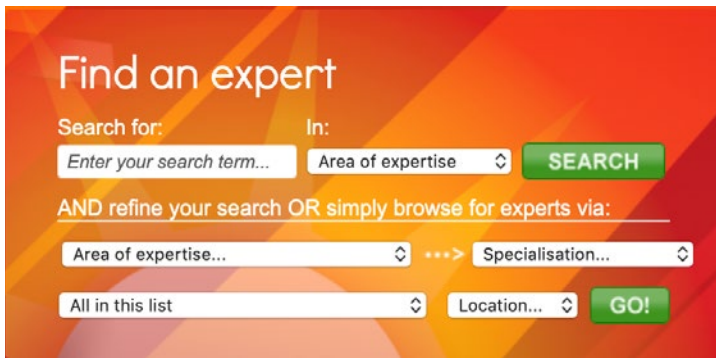 Find an expert
Search for: In:
Enter your search term... Area of expertise SEARCH
AND refine your search OR simply browse for experts via:
Area of expertise... ...> Specialisation...
All in this list Location... GO!